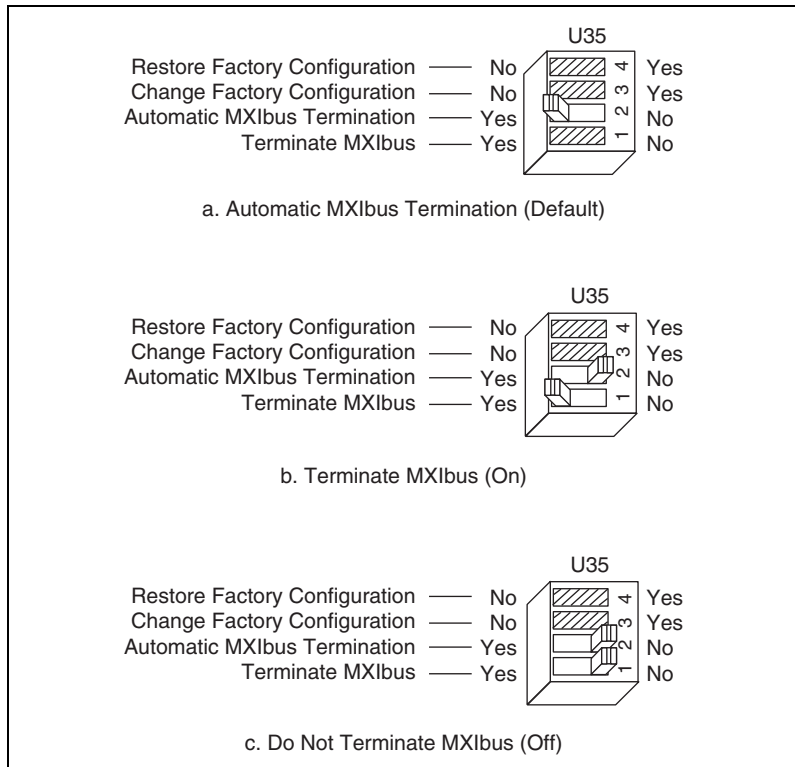 U35
Restore Factory Configuration No 4 Yes
Change Factory Configuration No 3 Yes
Automatic MXIbus Termination Yes 2 No
Terminate MXIbus Yes 1 No
a. Automatic MXIbus Termination (Default)
U35
Restore Factory Configuration No 4 Yes
Change Factory Configuration No 3 Yes
Automatic MXIbus Termination Yes 2 No
Terminate MXIbus Yes 1 No
b. Terminate MXIbus (On)
U35
Restore Factory Configuration No 4 Yes
Change Factory Configuration No 3 Yes
Automatic MXIbus Termination Yes 2 No
Terminate MXIbus Yes 1 No
c. Do Not Terminate MXIbus (Off)